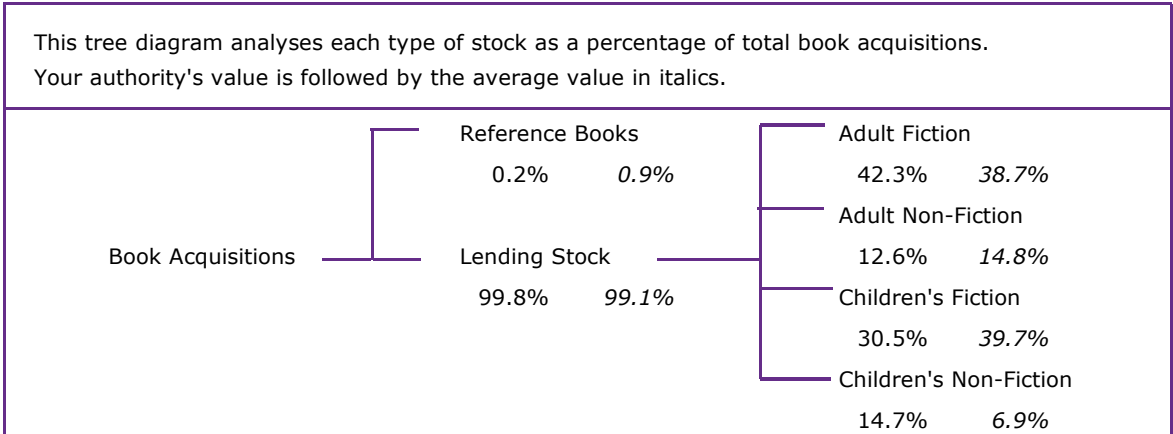 This tree diagram analyses each type of stock as a percentage of total book acquisitions.
Your authority's value is followed by the average value in italics.
Reference Books Adult Fiction
0.2% 0.9% 42.3% 38.7%
Adult Non-Fiction
Book Acquisitions Lending Stock 12.6% 14.8%
99.8% 99.1% Children's Fiction
30.5% 39.7%
Children's Non-Fiction
14.7% 6.9%